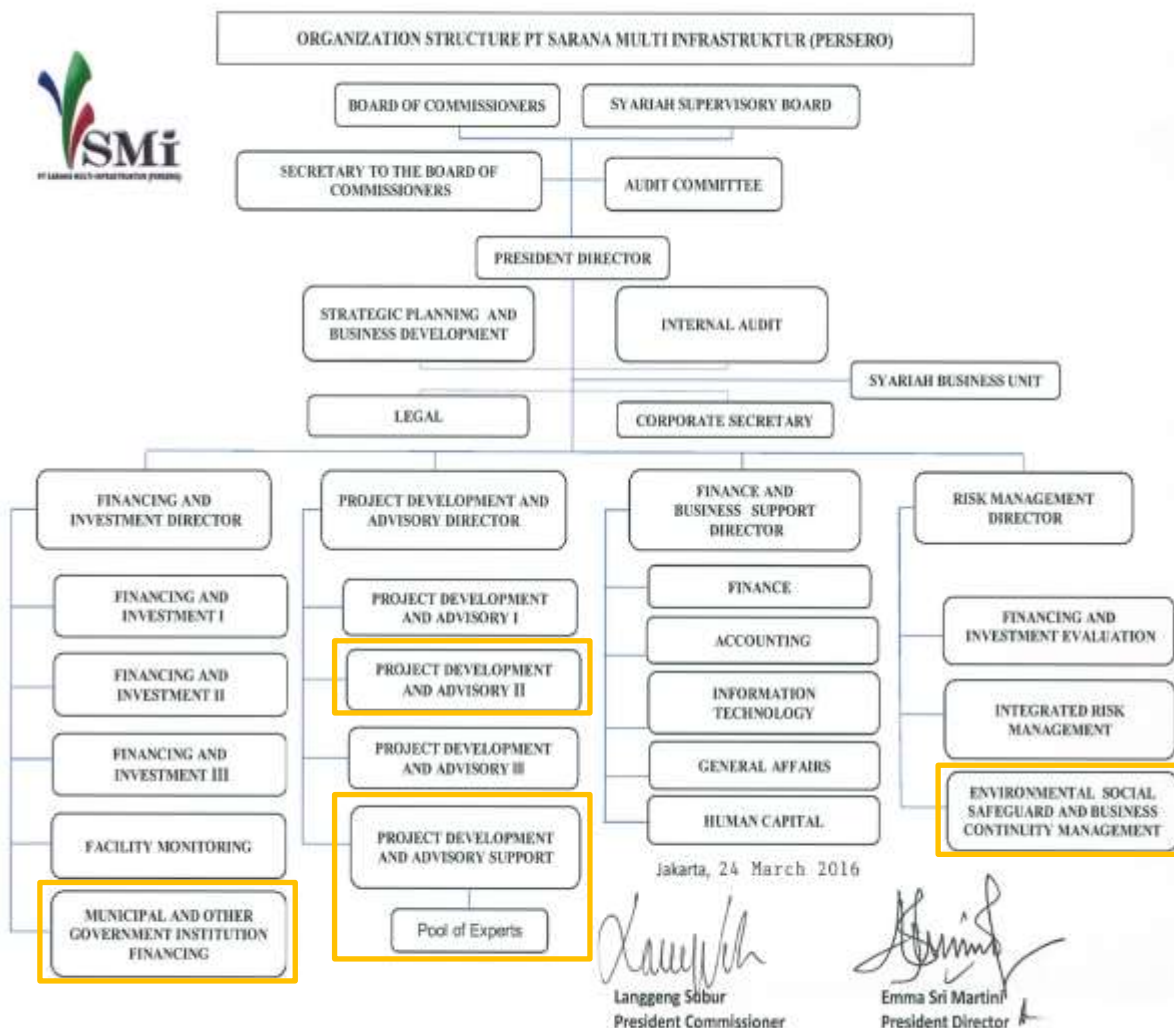 ORGANIZATION STRUCTURE PT SARANA MULTI INFRASTRUKTUR (PERSERO)
SMi
PT SARANA MULTI INFRASTRUKTUR (PERSERO)
BOARD OF COMMISSIONERS
SYARIAH SUPERVISORY BOARD
SECRETARY TO THE BOARD OF
COMMISSIONERS
AUDIT COMMITTEE
PRESIDENT DIRECTOR
STRATEGIC PLANNING AND
BUSINESS DEVELOPMENT
INTERNAL AUDIT
SYARIAH BUSINESS UNIT
LEGAL
CORPORATE SECRETARY
FINANCING AND
INVESTMENT DIRECTOR
FINANCING AND
INVESTMENT I
FINANCING AND
INVESTMENT II
FINANCING AND
INVESTMENT III
FACILITY MONITORING
MUNICIPAL AND OTHER
GOVERNMENT INSTITUTION
FINANCING
PROJECT DEVELOPMENT AND
ADVISORY DIRECTOR
PROJECT DEVELOPMENT
AND ADVISORY I
PROJECT DEVELOPMENT
AND ADVISORY II
PROJECT DEVELOPMENT
AND ADVISORY III
PROJECT DEVELOPMENT
AND ADVISORY SUPPORT
Pool of Experts
FINANCE AND
BUSINESS SUPPORT
DIRECTOR
FINANCE
ACCOUNTING
INFORMATION
TECHNOLOGY
GENERAL AFFAIRS
HUMAN CAPITAL
RISK MANAGEMENT
DIRECTOR
FINANCING AND
INVESTMENT EVALUATION
INTEGRATED RISK
MANAGEMENT
ENVIRONMENTAL SOCIAL
SAFEGUARD AND BUSINESS
CONTINUITY MANAGEMENT
Jakarta, 24 March 2016
Langgeng Subur
President Commissioner
Emma Sri Martini
President Director